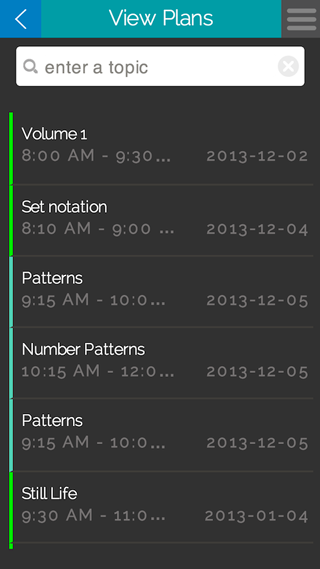 View Plans
enter a topic
Volume 1
8:00 AM - 9:30... 2013-12-02
Set notation
8:10 AM - 9:00 ... 2013-12-04
Patterns
9:15 AM - 10:0... 2013-12-05
Number Patterns
10:15 AM - 12:0... 2013-12-05
Patterns
9:15 AM - 10:0... 2013-12-05
Still Life
9:30 AM - 11:0... 2013-01-04